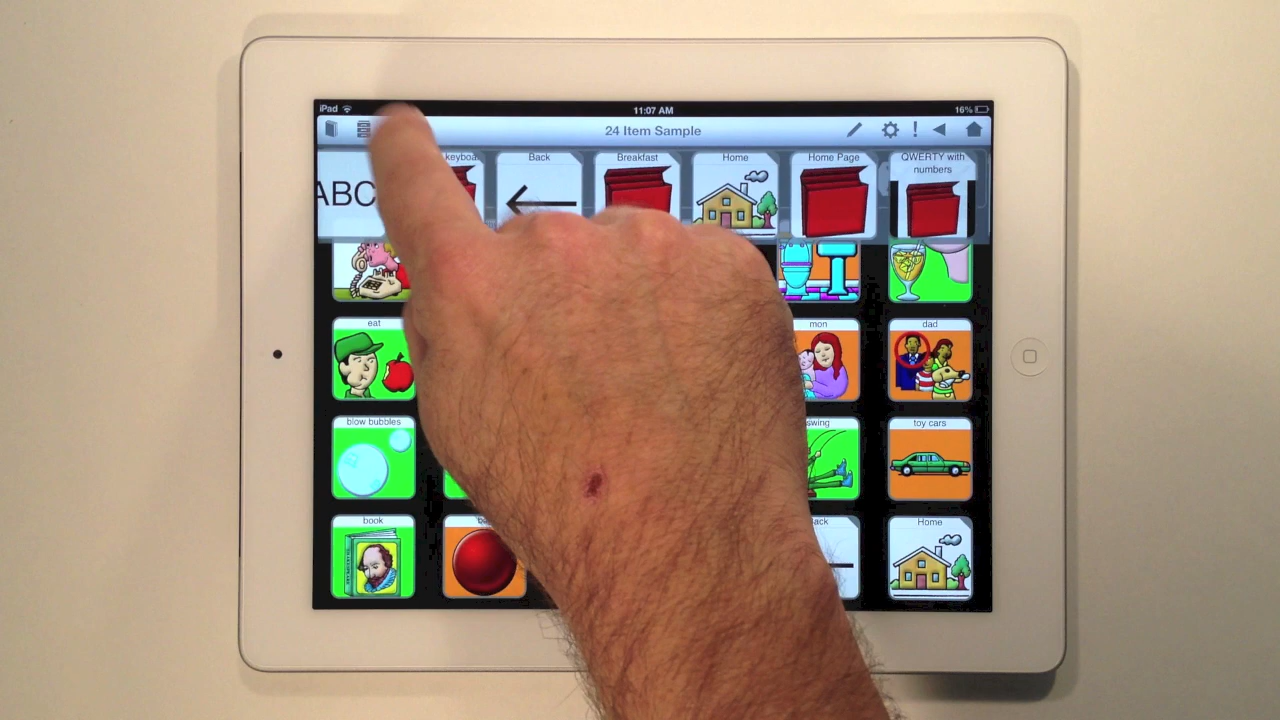 iPad
11:07 AM
16%
24 Item Sample
!
ABC
Back
Breakfast
Home
Home Page
QWERTY with
numbers
eat
mon
dad
blow bubbles
swing
toy cars
book
Home